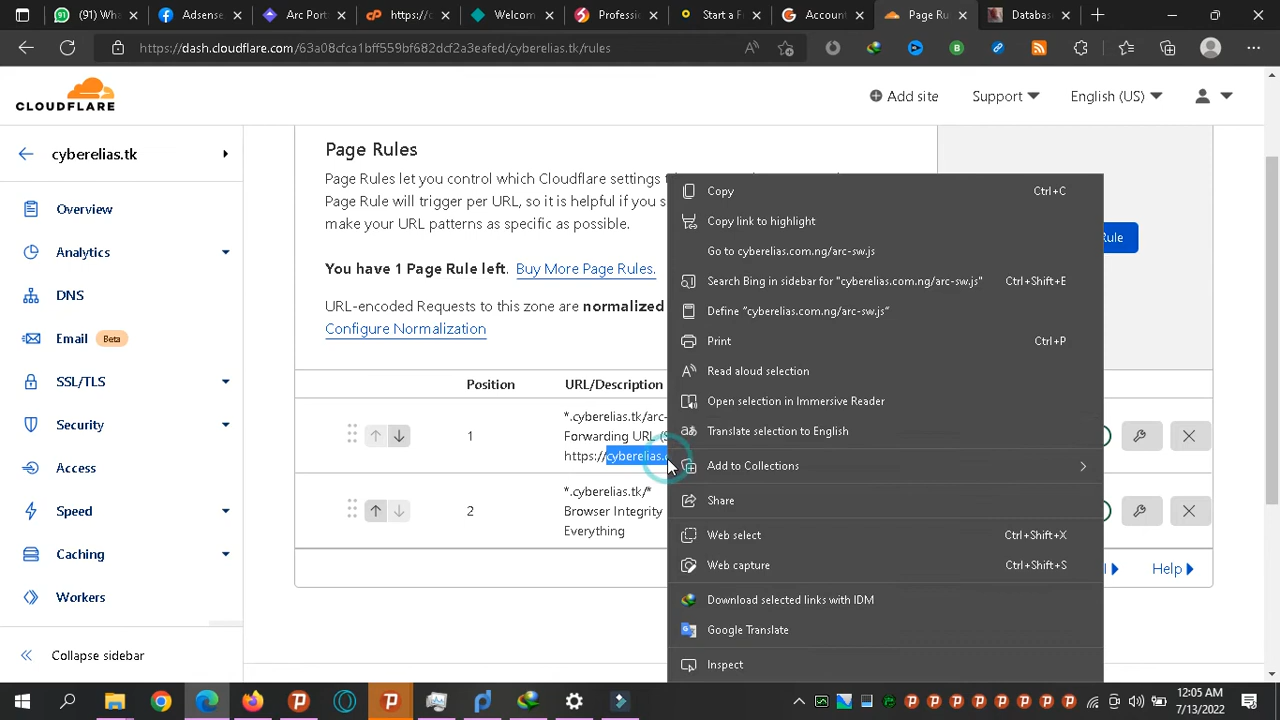 (91) Whats
Adsense
Arc Port
https://c
Welcom
Professio
Start a F
Account
Page Ru
Databas
https://dash.cloudflare.com/63a08cfca1bff559bf682dcf2a3eafed/cyberelias.tk/rules
CLOUDFLARE
Add site
Support
English (US)
cyberelias.tk
Overview
Analytics
DNS
Email Beta
SSL/TLS
Security
Access
Speed
Caching
Workers
Collapse sidebar
Page Rules
Page Rules let you control which Cloudflare settings
Page Rule will trigger per URL, so it is helpful if you s
make your URL patterns as specific as possible.
You have 1 Page Rule left. Buy More Page Rules.
URL-encoded Requests to this zone are normalized
Configure Normalization
Rule
Position URL/Description
1
*.cyberelias.tk/arc-
Forwarding URL (S
https://cyberelias.c
2
*.cyberelias.tk/*
Browser Integrity
Everything
Help
Copy Ctrl+C
Copy link to highlight
Go to cyberelias.com.ng/arc-sw.js
Search Bing in sidebar for "cyberelias.com.ng/arc-sw.js" Ctrl+Shift+E
Define "cyberelias.com.ng/arc-sw.js"
Print Ctrl+P
Read aloud selection
Open selection in Immersive Reader
Translate selection to English
Add to Collections
Share
Web select Ctrl+Shift+X
Web capture Ctrl+Shift+S
Download selected links with IDM
Google Translate
Inspect
12:05 AM
7/13/2022